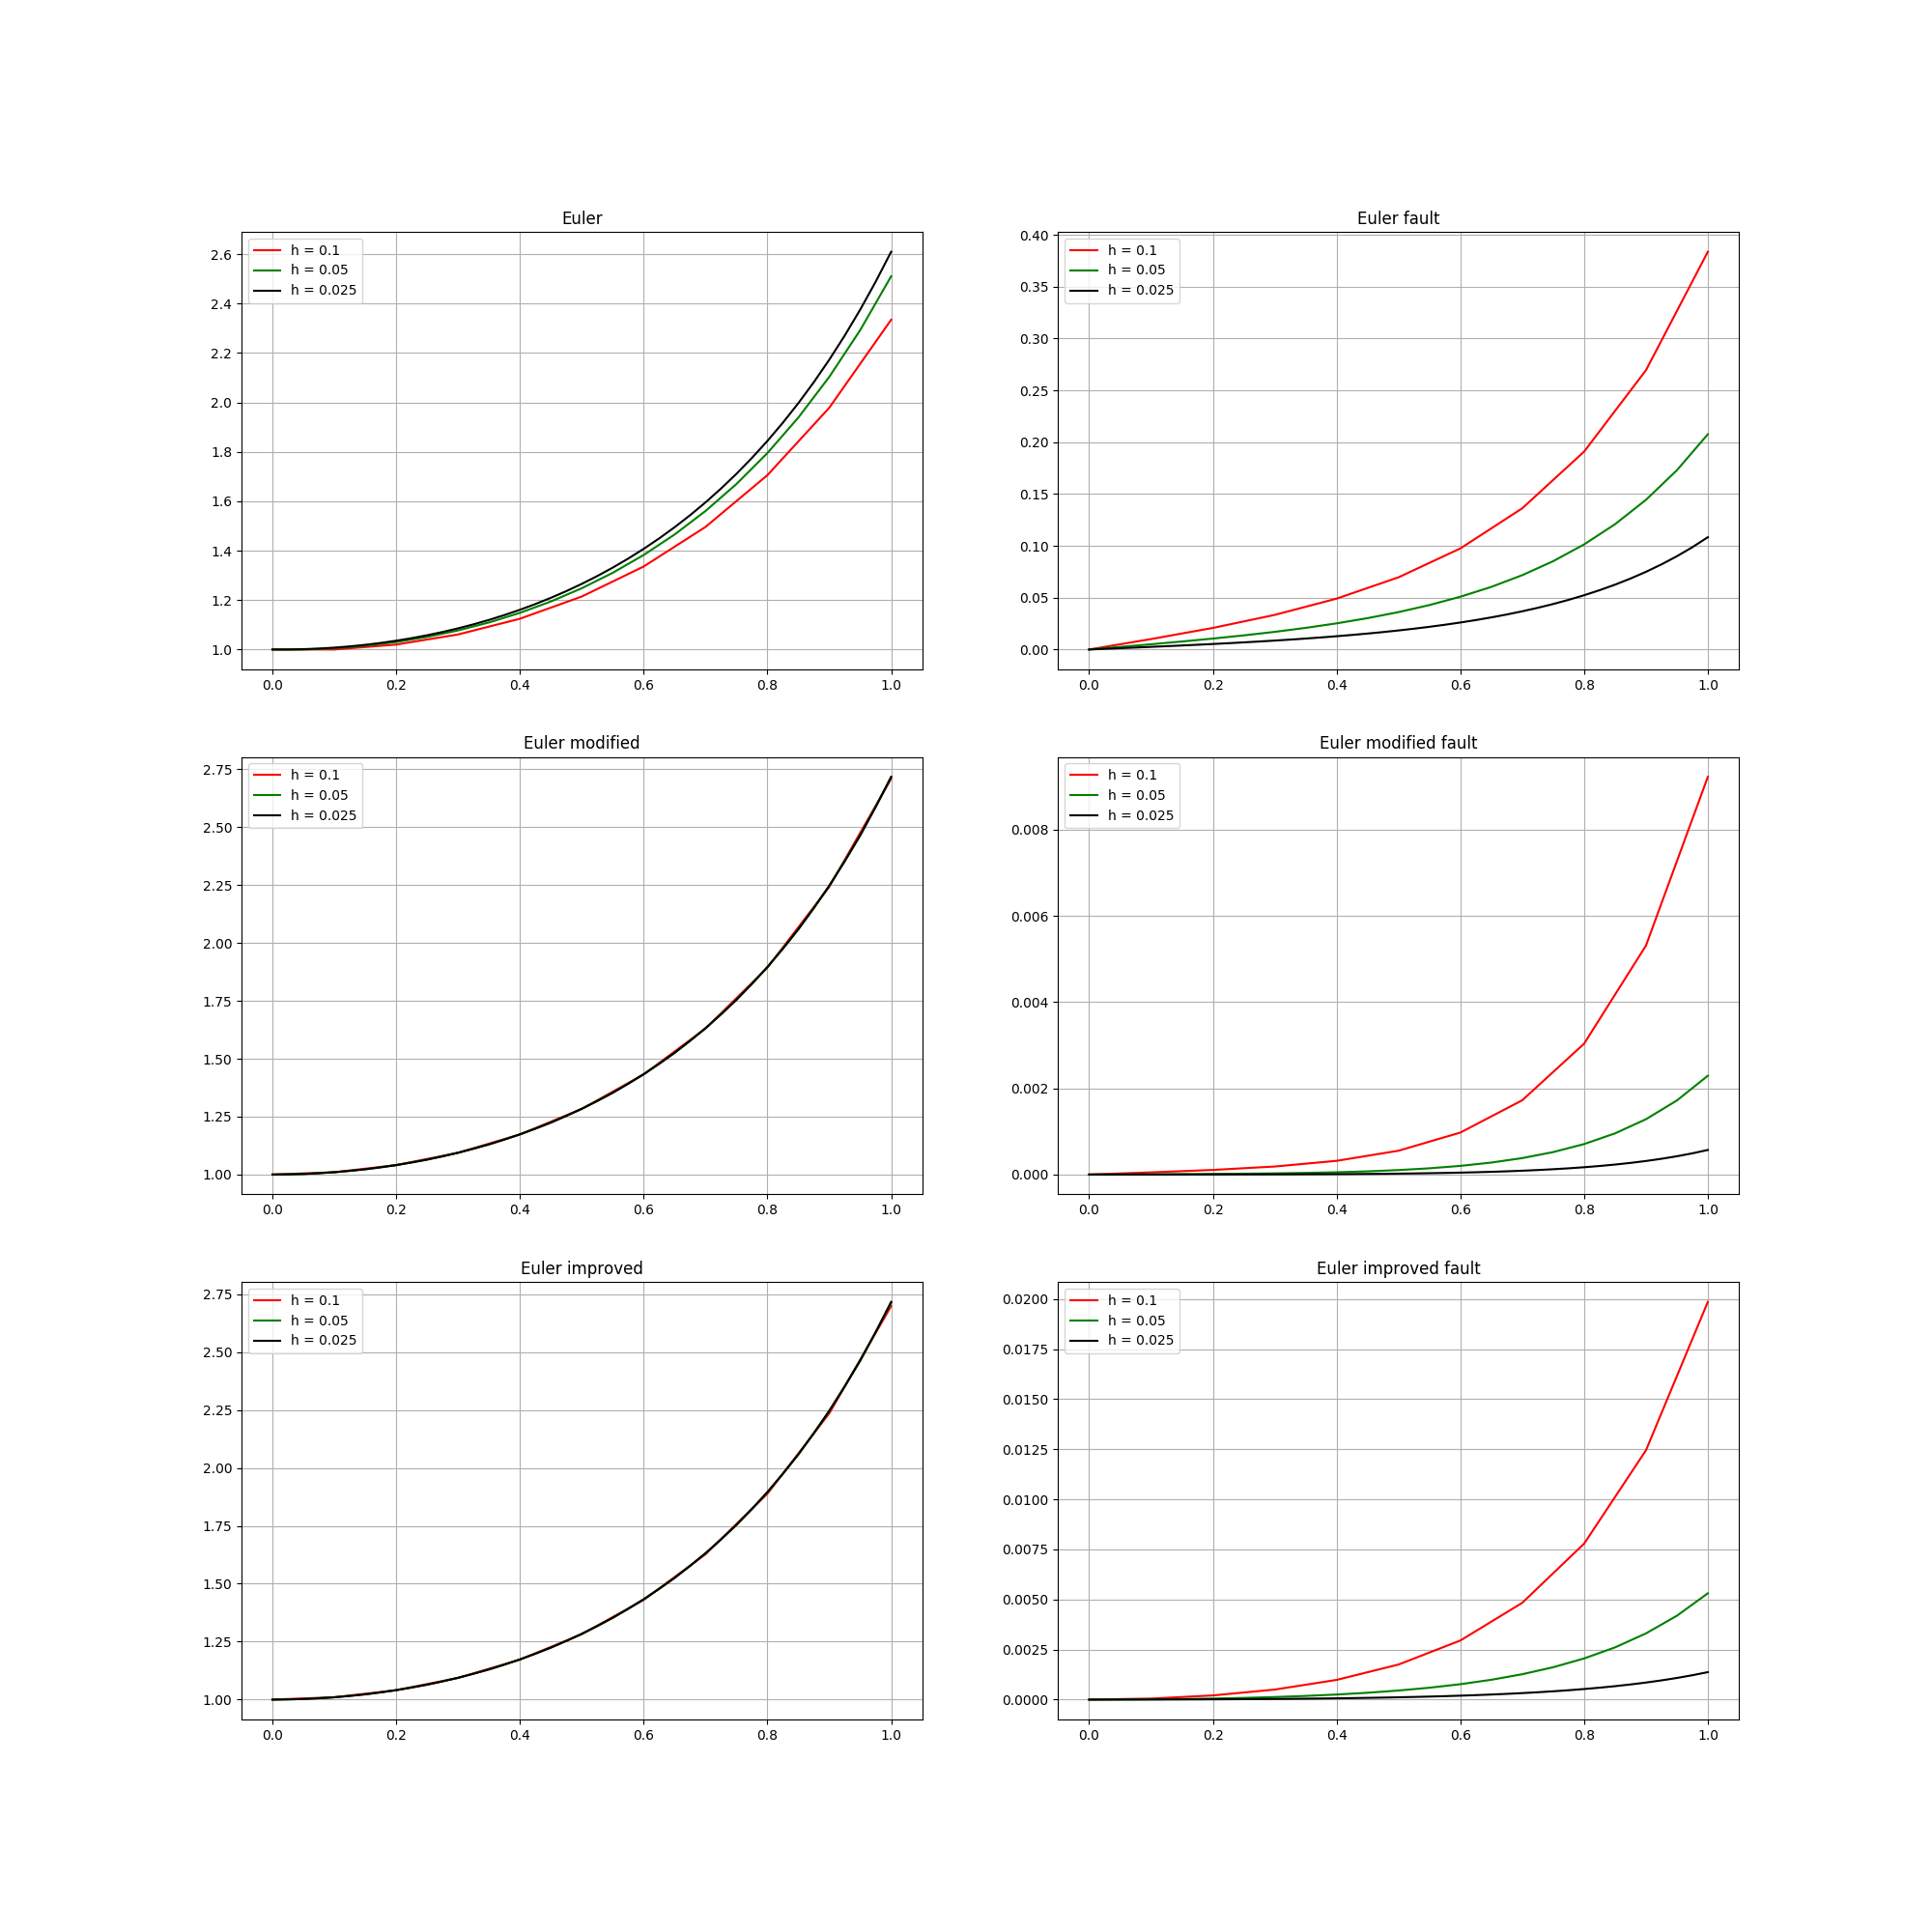 Euler
h = 0.1
h = 0.05
h = 0.025
2.6
2.4
2.2
2.0
1.8
1.6
1.4
1.2
1.0
0.0 0.2 0.4 0.6 0.8 1.0
Euler fault
h = 0.1
h = 0.05
h = 0.025
0.40
0.35
0.30
0.25
0.20
0.15
0.10
0.05
0.00
0.0 0.2 0.4 0.6 0.8 1.0
Euler modified
h = 0.1
h = 0.05
h = 0.025
2.75
2.50
2.25
2.00
1.75
1.50
1.25
1.00
0.0 0.2 0.4 0.6 0.8 1.0
Euler modified fault
h = 0.1
h = 0.05
h = 0.025
0.008
0.006
0.004
0.002
0.000
0.0 0.2 0.4 0.6 0.8 1.0
Euler improved
h = 0.1
h = 0.05
h = 0.025
2.75
2.50
2.25
2.00
1.75
1.50
1.25
1.00
0.0 0.2 0.4 0.6 0.8 1.0
Euler improved fault
h = 0.1
h = 0.05
h = 0.025
0.0200
0.0175
0.0150
0.0125
0.0100
0.0075
0.0050
0.0025
0.0000
0.0 0.2 0.4 0.6 0.8 1.0